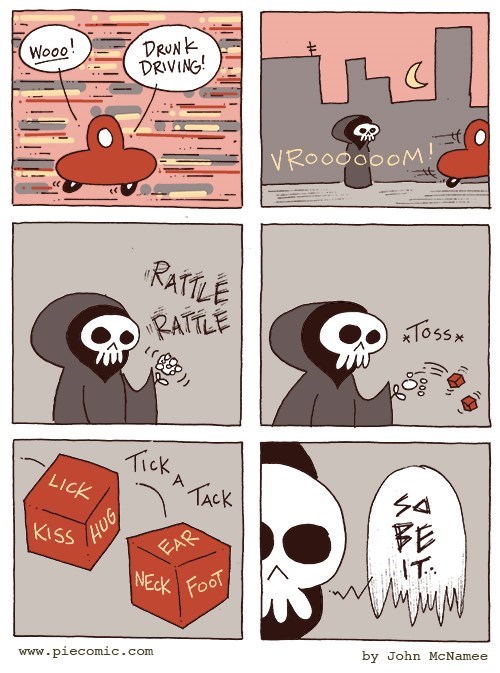 Wooo!
DRUNK
DRIVING!
VROOOOOOM!
RATTLE
RATTLE
*TOSS*
TICK
A
TACK
LICK
KISS HUG
EAR
NECK FOOT
SO
BE
IT..
www.piecomic.com
by John McNamee